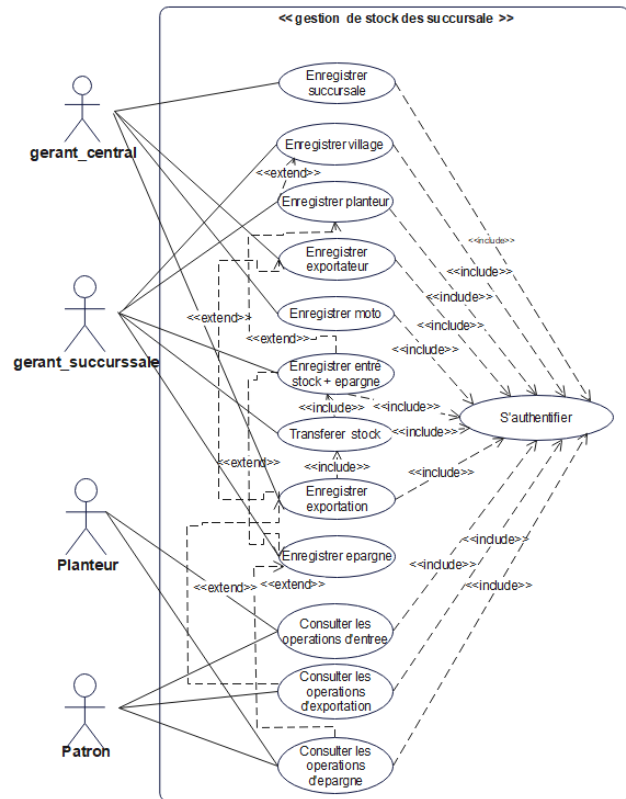 << gestion de stock des succursale >>
Enregistrer
succursale
gerant_central
Enregistrer village
<<extend>>
Enregistrer planteur
<<include>>
Enregistrer
exportateur
<<include>>
<<include>>
gerant_succurssale
<<extend>>
Enregistrer moto
<<include>>
<<extend>>
<<include>>
Enregistrer entre
stock + epargne
<<include>>
<<include>>
S'authentifier
Transferer stock
<<include>>
<<extend>>
<<include>>
<<include>>
Enregistrer
exportation
Planteur
Enregistrer epargne
<<include>>
<<extend>>
<<extend>>
<<include>>
<<include>>
Consulter les
operations d'entree
Consulter les
operations
d'exportation
Patron
Consulter les
operations
d'epargne